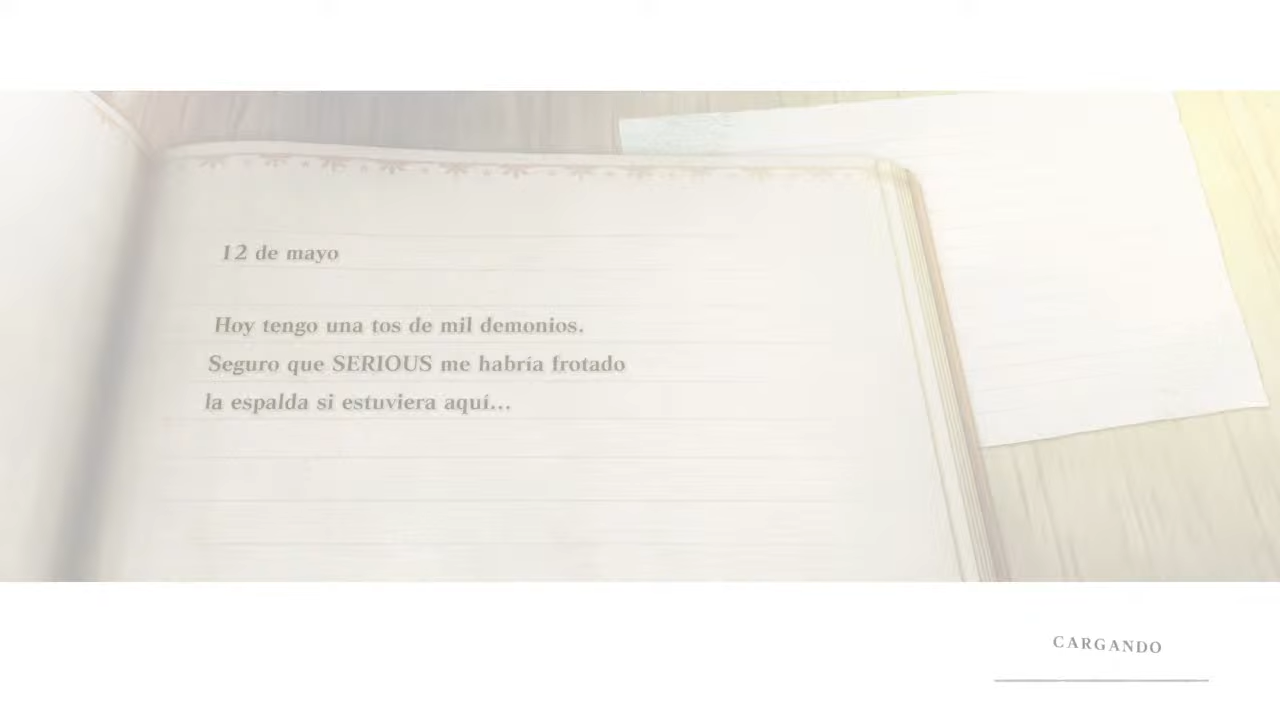 12 de mayo
Hoy tengo una tos de mil demonios.
Seguro que SERIOUS me habría frotado
la espalda si estuviera aquí...
CARGANDO